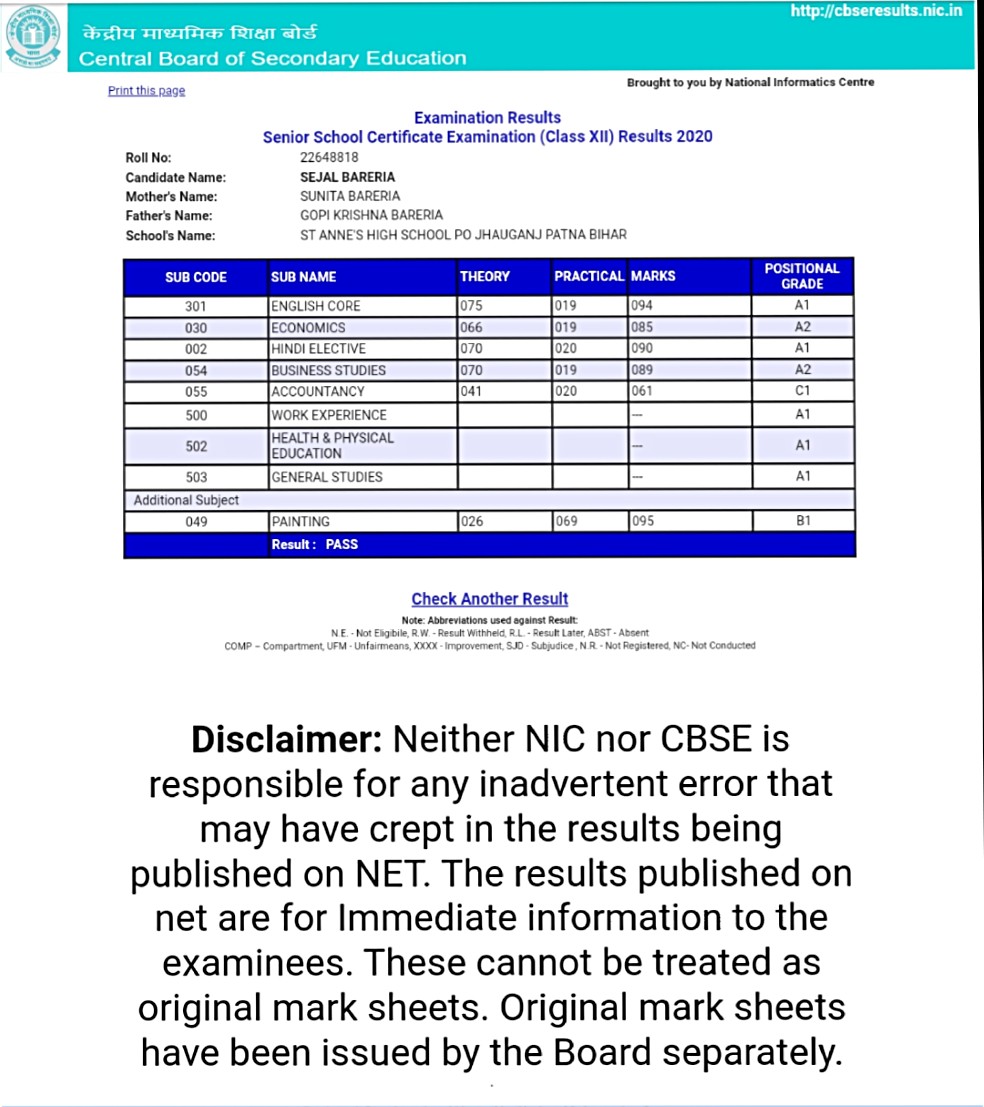 http://cbseresults.nic.in
केंद्रीय माध्यमिक शिक्षा बोर्ड
Central Board of Secondary Education
Brought to you by National Informatics Centre
Print this page
Examination Results
Senior School Certificate Examination (Class XII) Results 2020
Roll No: 22648818
Candidate Name: SEJAL BARERIA
Mother's Name: SUNITA BARERIA
Father's Name: GOPI KRISHNA BARERIA
School's Name: ST ANNE'S HIGH SCHOOL PO JHAUGANJ PATNA BIHAR
SUB CODE SUB NAME THEORY PRACTICAL MARKS POSITIONAL GRADE
301 ENGLISH CORE 075 019 094 A1
030 ECONOMICS 066 019 085 A2
002 HINDI ELECTIVE 070 020 090 A1
054 BUSINESS STUDIES 070 019 089 A2
055 ACCOUNTANCY 041 020 061 C1
500 WORK EXPERIENCE --- A1
502 HEALTH & PHYSICAL EDUCATION --- A1
503 GENERAL STUDIES --- A1
Additional Subject
049 PAINTING 026 069 095 B1
Result : PASS
Check Another Result
Note: Abbreviations used against Result:
N.E. - Not Eligibile, R.W. - Result Withheld, R.L. - Result Later, ABST - Absent
COMP – Compartment, UFM - Unfairmeans, XXXX - Improvement, SJD - Subjudice , N.R. - Not Registered, NC- Not Conducted
Disclaimer: Neither NIC nor CBSE is
responsible for any inadvertent error that
may have crept in the results being
published on NET. The results published on
net are for Immediate information to the
examinees. These cannot be treated as
original mark sheets. Original mark sheets
have been issued by the Board separately.